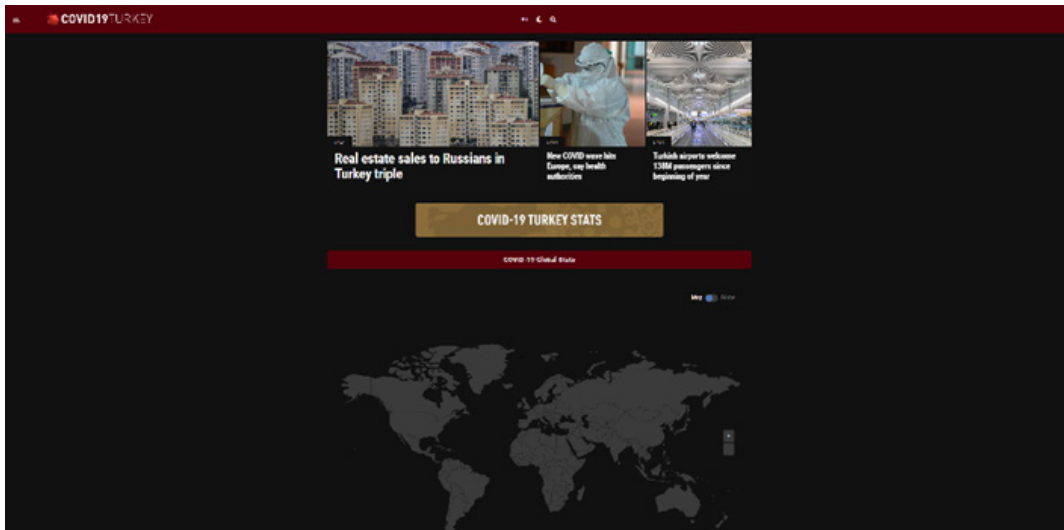 COVID19TURKEY
Real estate sales to Russians in
Turkey triple
New COVID wave hits
Europe, say health
authorities
Turkish airports welcome
138M passengers since
beginning of year
COVID-19 TURKEY STATS
COVID-19 Global Stats
Map